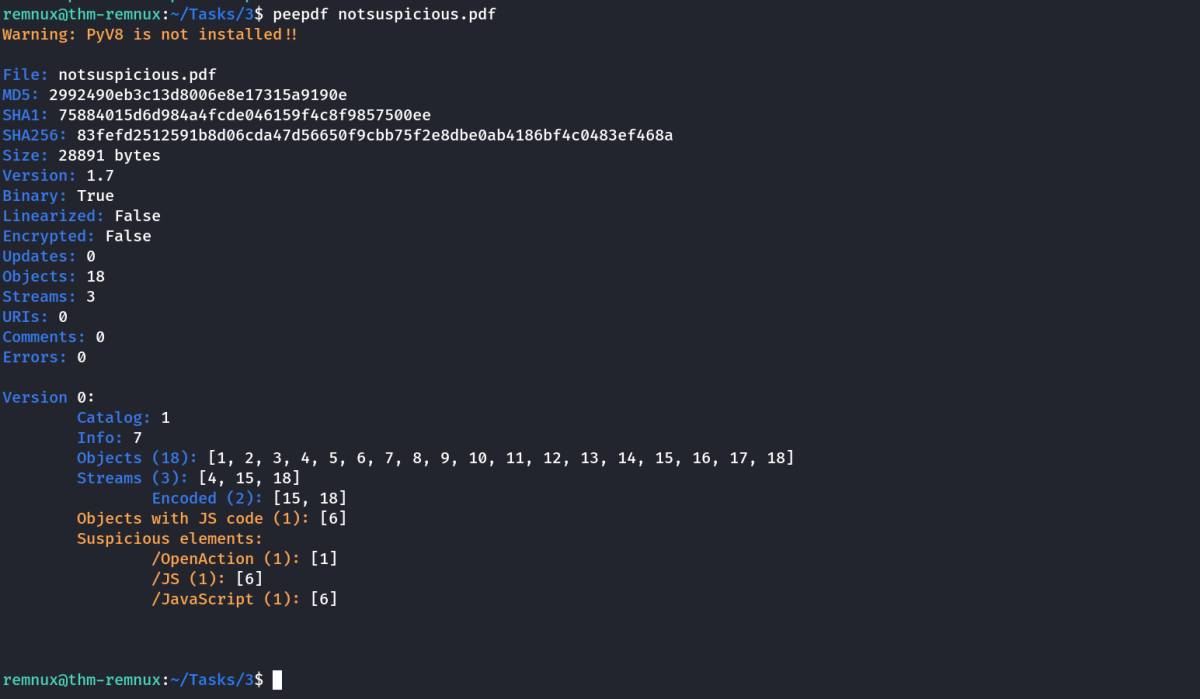 remnux@thm-remnux:~/Tasks/3$ peepdf notsuspicious.pdf
Warning: PyV8 is not installed!!
File: notsuspicious.pdf
MD5: 2992490eb3c13d8006e8e17315a9190e
SHA1: 75884015d6d984a4fcde046159f4c8f9857500ee
SHA256: 83fefd2512591b8d06cda47d56650f9cbb75f2e8dbe0ab4186bf4c0483ef468a
Size: 28891 bytes
Version: 1.7
Binary: True
Linearized: False
Encrypted: False
Updates: 0
Objects: 18
Streams: 3
URIs: 0
Comments: 0
Errors: 0
Version 0:
Catalog: 1
Info: 7
Objects (18): [1, 2, 3, 4, 5, 6, 7, 8, 9, 10, 11, 12, 13, 14, 15, 16, 17, 18]
Streams (3): [4, 15, 18]
Encoded (2): [15, 18]
Objects with JS code (1): [6]
Suspicious elements:
/OpenAction (1): [1]
/JS (1): [6]
/JavaScript (1): [6]
remnux@thm-remnux:~/Tasks/3$